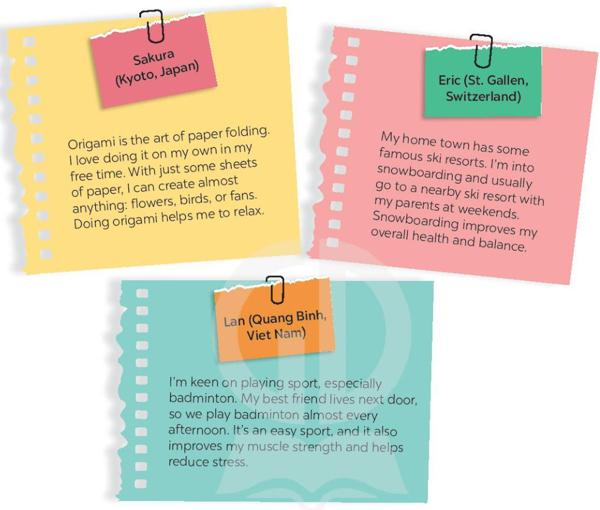 Sakura
(Kyoto, Japan)
Origami is the art of paper folding.
I love doing it on my own in my
free time. With just some sheets
of paper, I can create almost
anything: flowers, birds, or fans.
Doing origami helps me to relax.
Eric (St. Gallen,
Switzerland)
My home town has some
famous ski resorts. I'm into
snowboarding and usually
go to a nearby ski resort with
my parents at weekends.
Snowboarding improves my
overall health and balance.
Lan (Quang Binh,
Viet Nam)
I'm keen on playing sport, especially
badminton. My best friend lives next door,
so we play badminton almost every
afternoon. It's an easy sport, and it also
improves my muscle strength and helps
reduce stress.